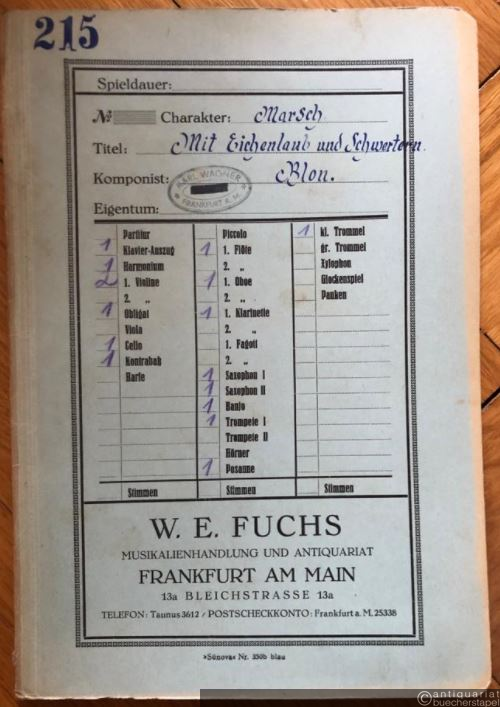 215
Spieldauer:
№ Charakter: Marsch
Titel: Mit Eichenlaub und Schwertern.
Komponist: Blon.
KARL WAGNER
FRANKFURT A. M.
Eigentum:
Partitur
1 Klavier-Auszug
1 Harmonium
2 1. Violine
2. „
1 Obligat
Viola
1 Cello
1 Kontrabaß
Harfe
Stimmen
Piccolo
1 1. Flöte
2. „
1 1. Oboe
2. „
1 1. Klarinette
2. „
1. Fagott
2. „
1 Saxophon I
1 Saxophon II
1 Banjo
1 Trompete I
Trompete II
Hörner
1 Posaune
Stimmen
1 kl. Trommel
gr. Trommel
Xylophon
Glockenspiel
Pauken
Stimmen
W. E. FUCHS
MUSIKALIENHANDLUNG UND ANTIQUARIAT
FRANKFURT AM MAIN
13a BLEICHSTRASSE 13a
TELEFON: Taunus 3612 / POSTSCHECKKONTO: Frankfurt a. M. 25338
»Sünova« Nr. 350b blau
©antiquariat
buecherstapel